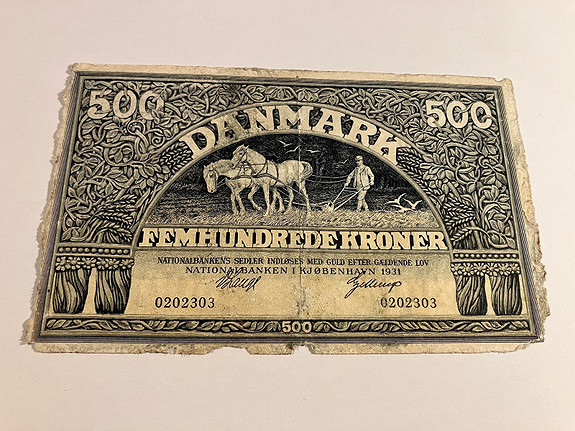 500 500
DANMARK
FEMHUNDREDE KRONER
NATIONALBANKENS SEDLER INDLØSES MED GULD EFTER GÆLDENDE LOV
NATIONALBANKEN I KJØBENHAVN 1931
0202303 0202303
500